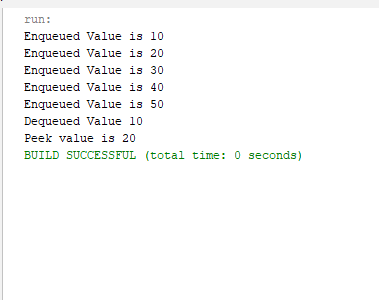 run:
Enqueued Value is 10
Enqueued Value is 20
Enqueued Value is 30
Enqueued Value is 40
Enqueued Value is 50
Dequeued Value 10
Peek value is 20
BUILD SUCCESSFUL (total time: 0 seconds)